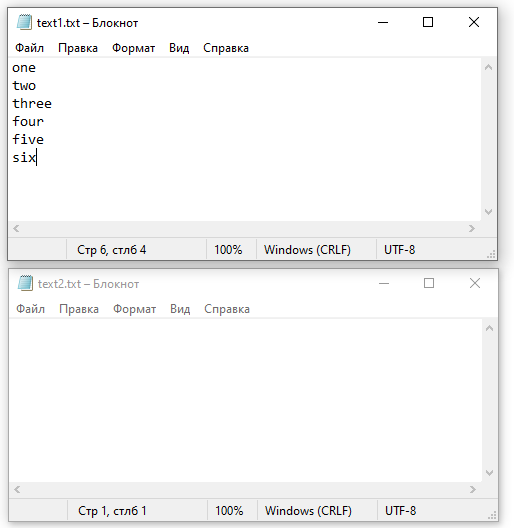 text1.txt – Блокнот
Файл Правка Формат Вид Справка
one
two
three
four
five
six
Стр 6, стлб 4 100% Windows (CRLF) UTF-8
text2.txt – Блокнот
Файл Правка Формат Вид Справка
Стр 1, стлб 1 100% Windows (CRLF) UTF-8